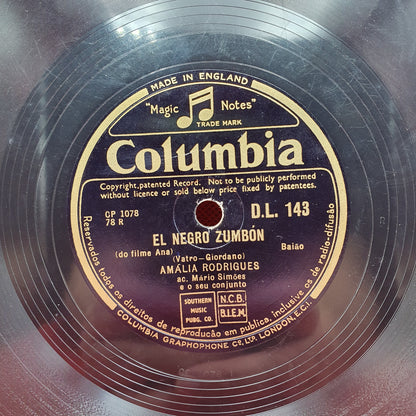 MADE IN ENGLAND
"Magic Notes"
TRADE MARK
Columbia
Copyright, patented Record. Not to be publicly performed
without licence or sold below price fixed by patentees.
CP 1078
78 R
D.L. 143
EL NEGRO ZUMBÓN
(do filme Ana)
Baião
(Vatro-Giordano)
AMÁLIA RODRIGUES
ac. Mário Simões
e o seu conjunto
SOUTHERN
MUSIC
PUBG. CO.
N.C.B.
B.I.E.M.
Reservados todos os direitos de reprodução em publica, inclusive os de radio-difusão
COLUMBIA GRAPHOPHONE CO. LTD. LONDON, E.C.1.